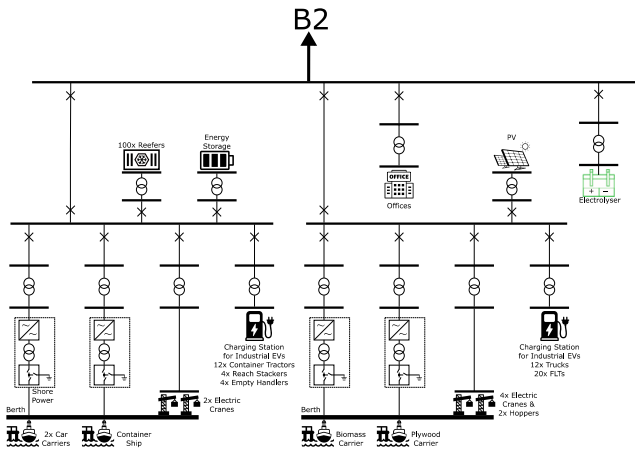 B2
100x Reefers
Energy
Storage
OFFICE
Offices
PV
+ -
Electrolyser
Charging Station
for Industrial EVs
12x Container Tractors
4x Reach Stackers
4x Empty Handlers
Charging Station
for Industrial EVs
12x Trucks
20x FLTs
Shore
Power
2x Electric
Cranes
4x Electric
Cranes &
2x Hoppers
Berth
2x Car
Carriers
Container
Ship
Berth
Biomass
Carrier
Plywood
Carrier